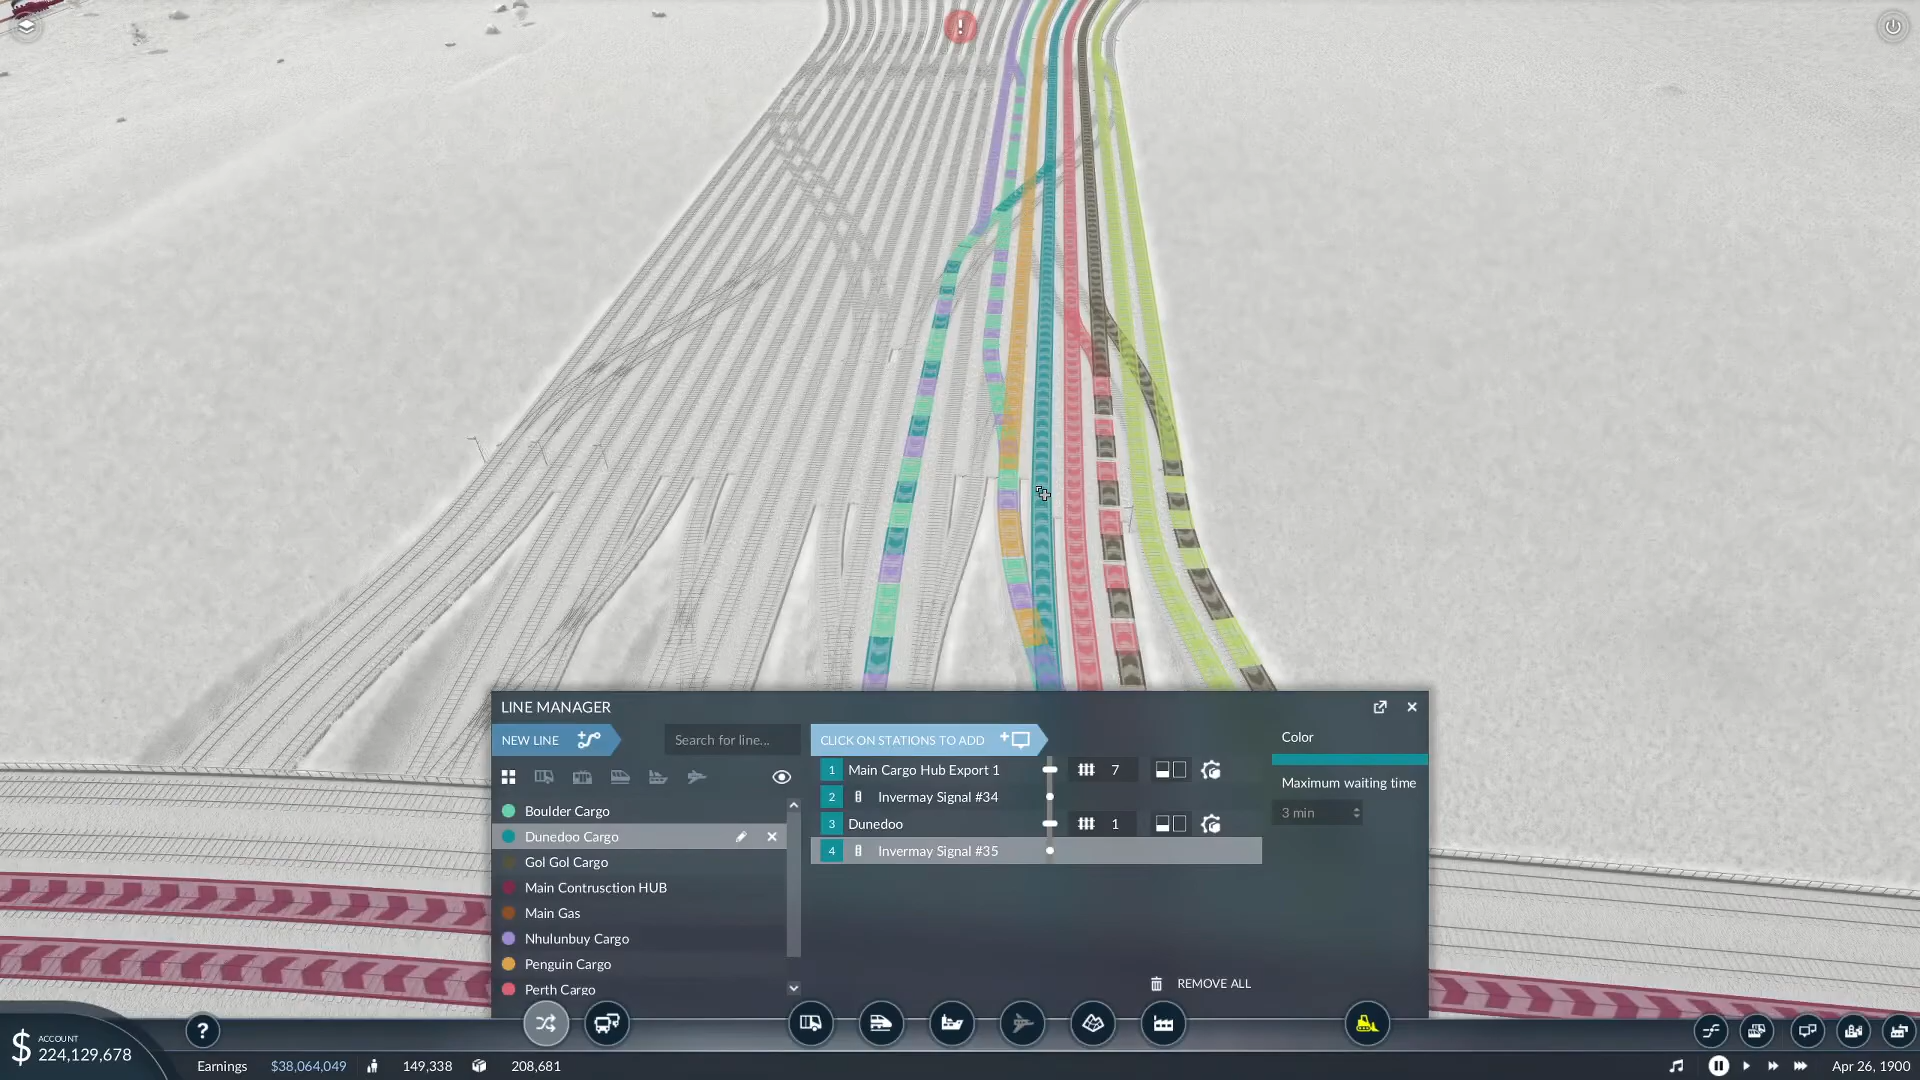 !
LINE MANAGER
NEW LINE
Search for line...
CLICK ON STATIONS TO ADD
Color
1 Main Cargo Hub Export 1 7
Maximum waiting time
2 Invermay Signal #34
3 min
Boulder Cargo
3 Dunedoo 1
Dunedoo Cargo
4 Invermay Signal #35
Gol Gol Cargo
Main Contrusction HUB
Main Gas
Nhulunbuy Cargo
Penguin Cargo
Perth Cargo
REMOVE ALL
$ ACCOUNT
224,129,678
?
Earnings $38,064,049 149,338 208,681
Apr 26, 1900